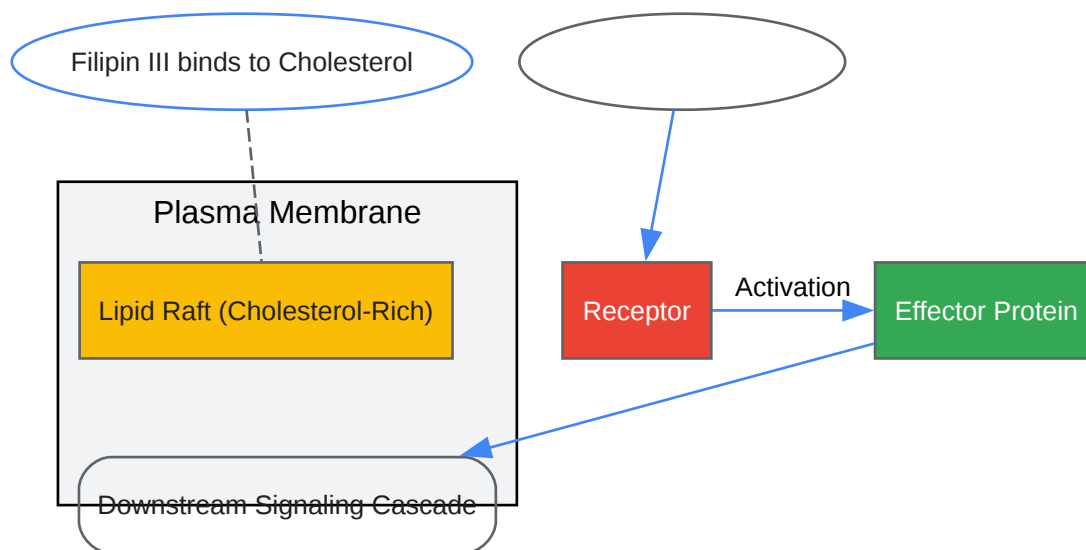 Filipin III binds to Cholesterol
Plasma Membrane
Lipid Raft (Cholesterol-Rich)
Receptor
Activation
Effector Protein
Downstream Signaling Cascade